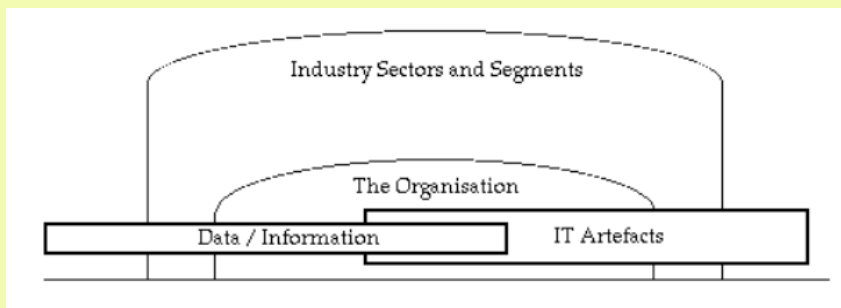 Industry Sectors and Segments
The Organisation
Data / Information
IT Artefacts